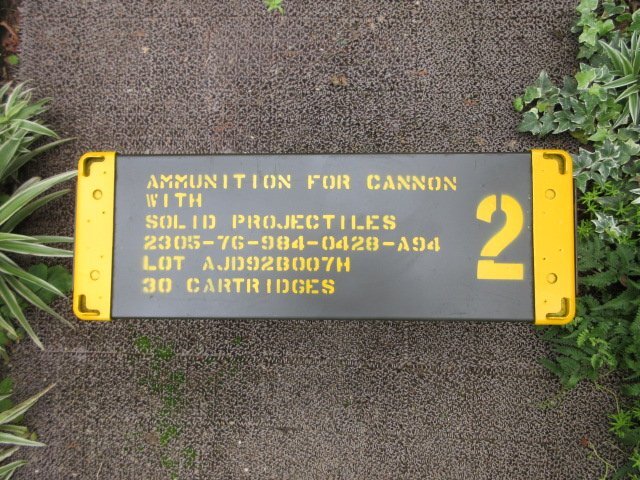 AMMUNITION FOR CANNON
WITH
SOLID PROJECTILES
2305-76-984-0428-A94
LOT AJD92B007H
30 CARTRIDGES
2